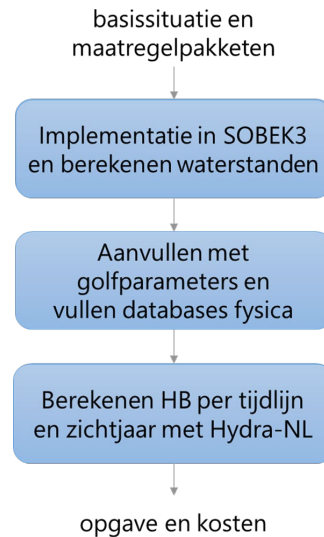 basissituatie en
maatregelpakketen
Implementatie in SOBEK3
en berekenen waterstanden
Aanvullen met
golfparameters en
vullen databases fysica
Berekenen HB per tijdlijn
en zichtjaar met Hydra-NL
opgave en kosten